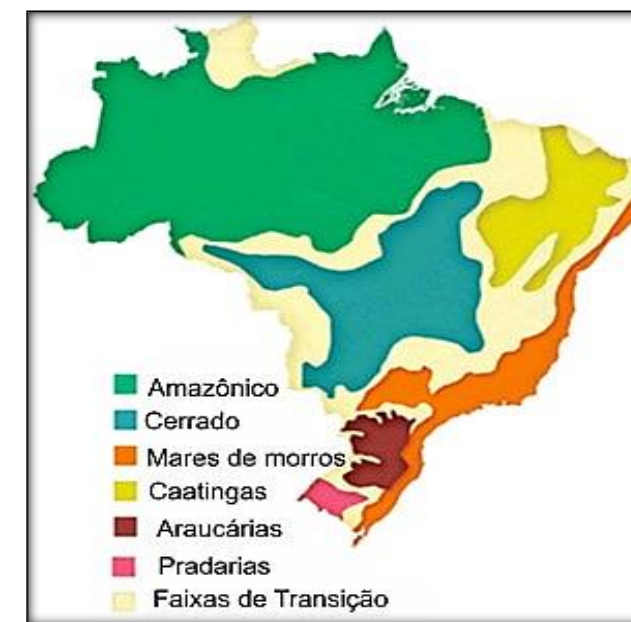 Amazônico
Cerrado
Mares de morros
Caatingas
Araucárias
Pradarias
Faixas de Transição